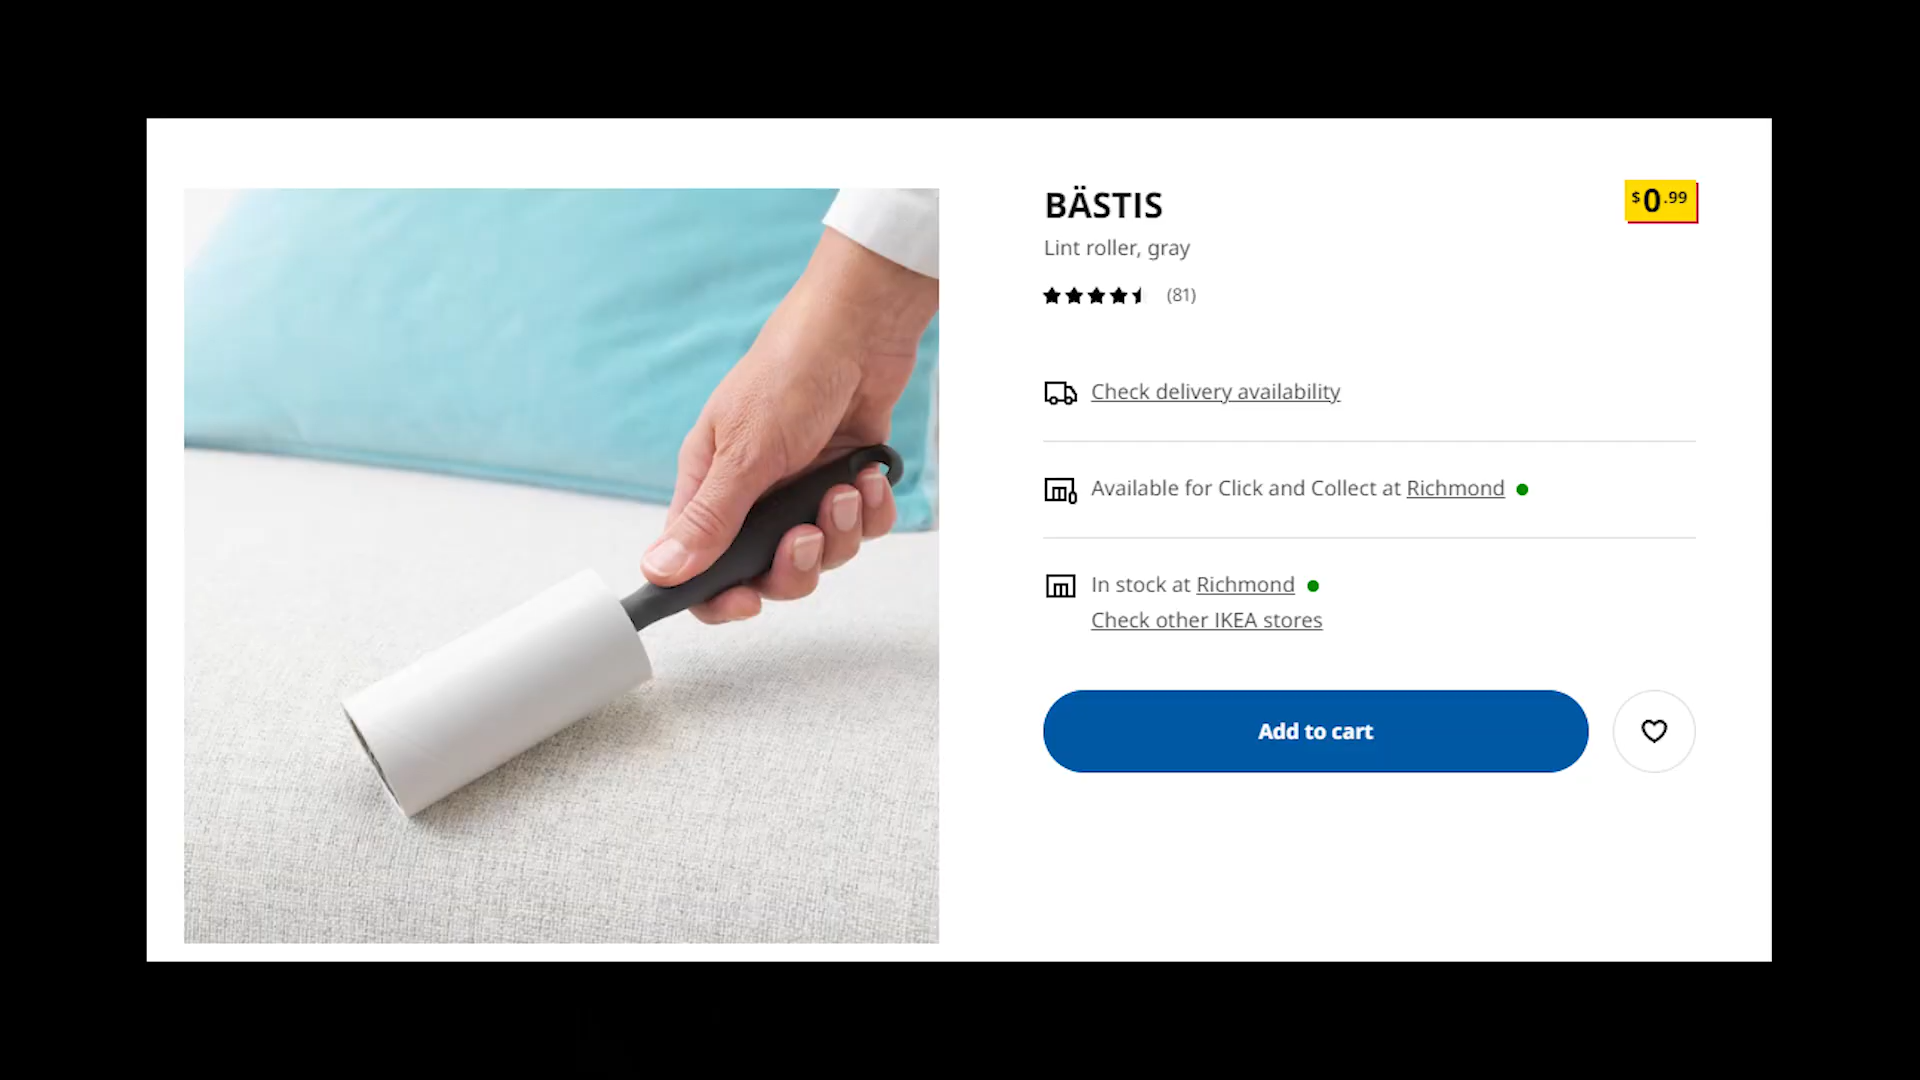 BÄSTIS
$0.99
Lint roller, gray
(81)
Check delivery availability
Available for Click and Collect at Richmond
In stock at Richmond
Check other IKEA stores
Add to cart